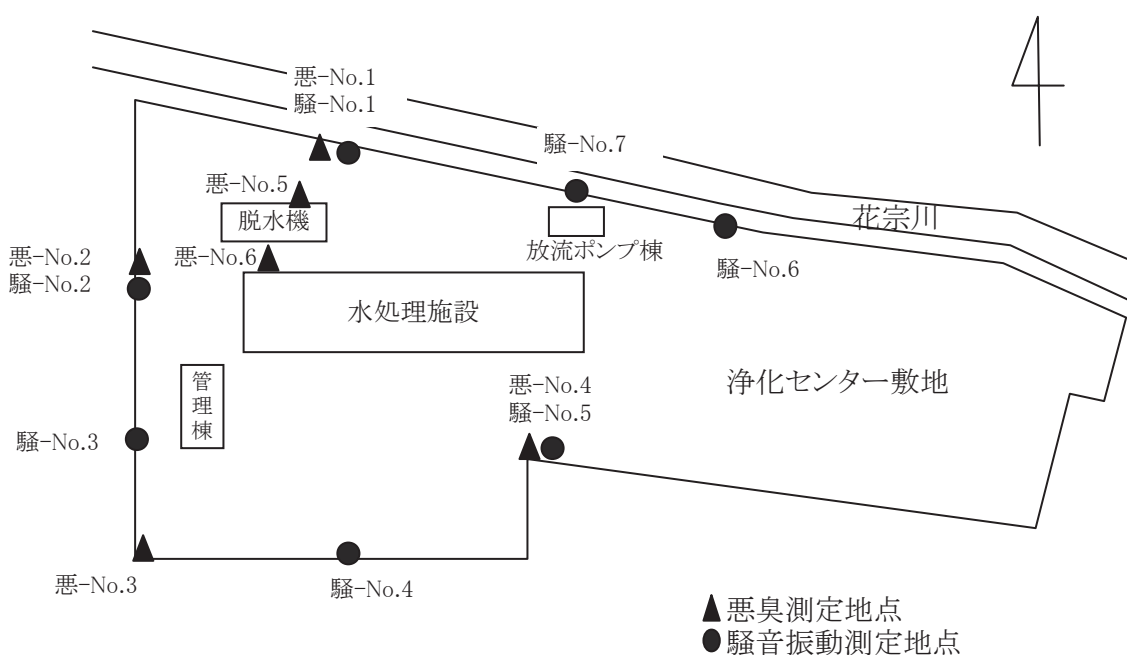 悪-No.1
騒-No.1
騒-No.7
悪-No.5
脱水機
花宗川
悪-No.2
騒-No.2
悪-No.6
放流ポンプ棟
騒-No.6
水処理施設
管理棟
悪-No.4
騒-No.5
浄化センター敷地
騒-No.3
悪-No.3
騒-No.4
▲悪臭測定地点
●騒音振動測定地点